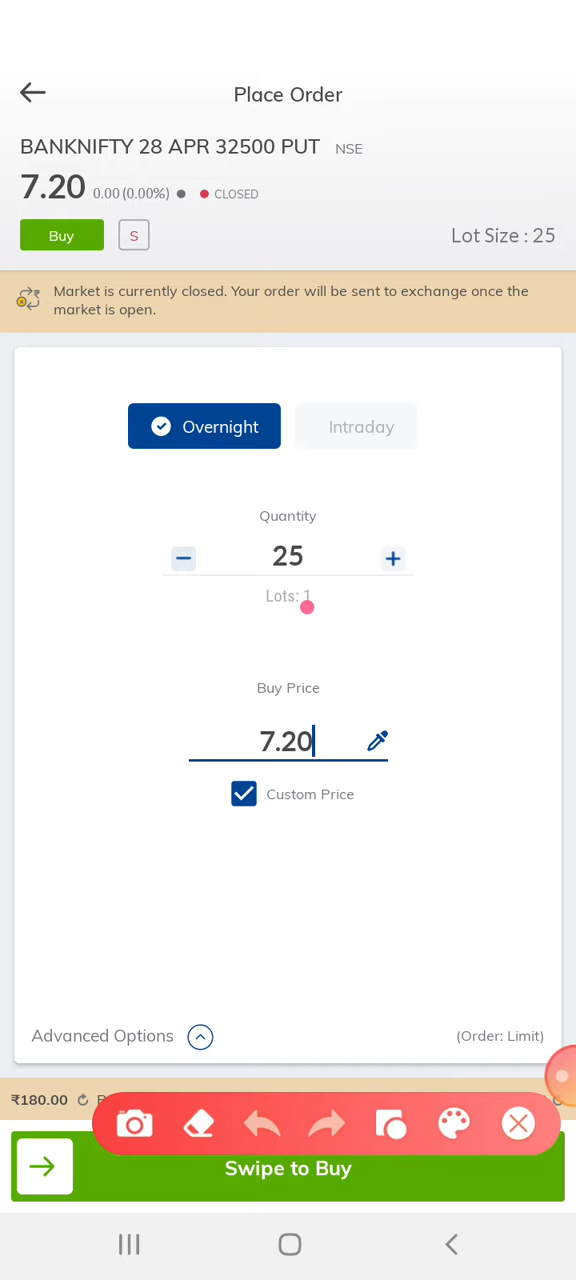 Place Order
BANKNIFTY 28 APR 32500 PUT NSE
7.20 0.00 (0.00%) CLOSED
Buy S Lot Size : 25
Market is currently closed. Your order will be sent to exchange once the
market is open.
Overnight Intraday
Quantity
25
Lots: 1
Buy Price
7.20
Custom Price
Advanced Options (Order: Limit)
₹180.00
Swipe to Buy